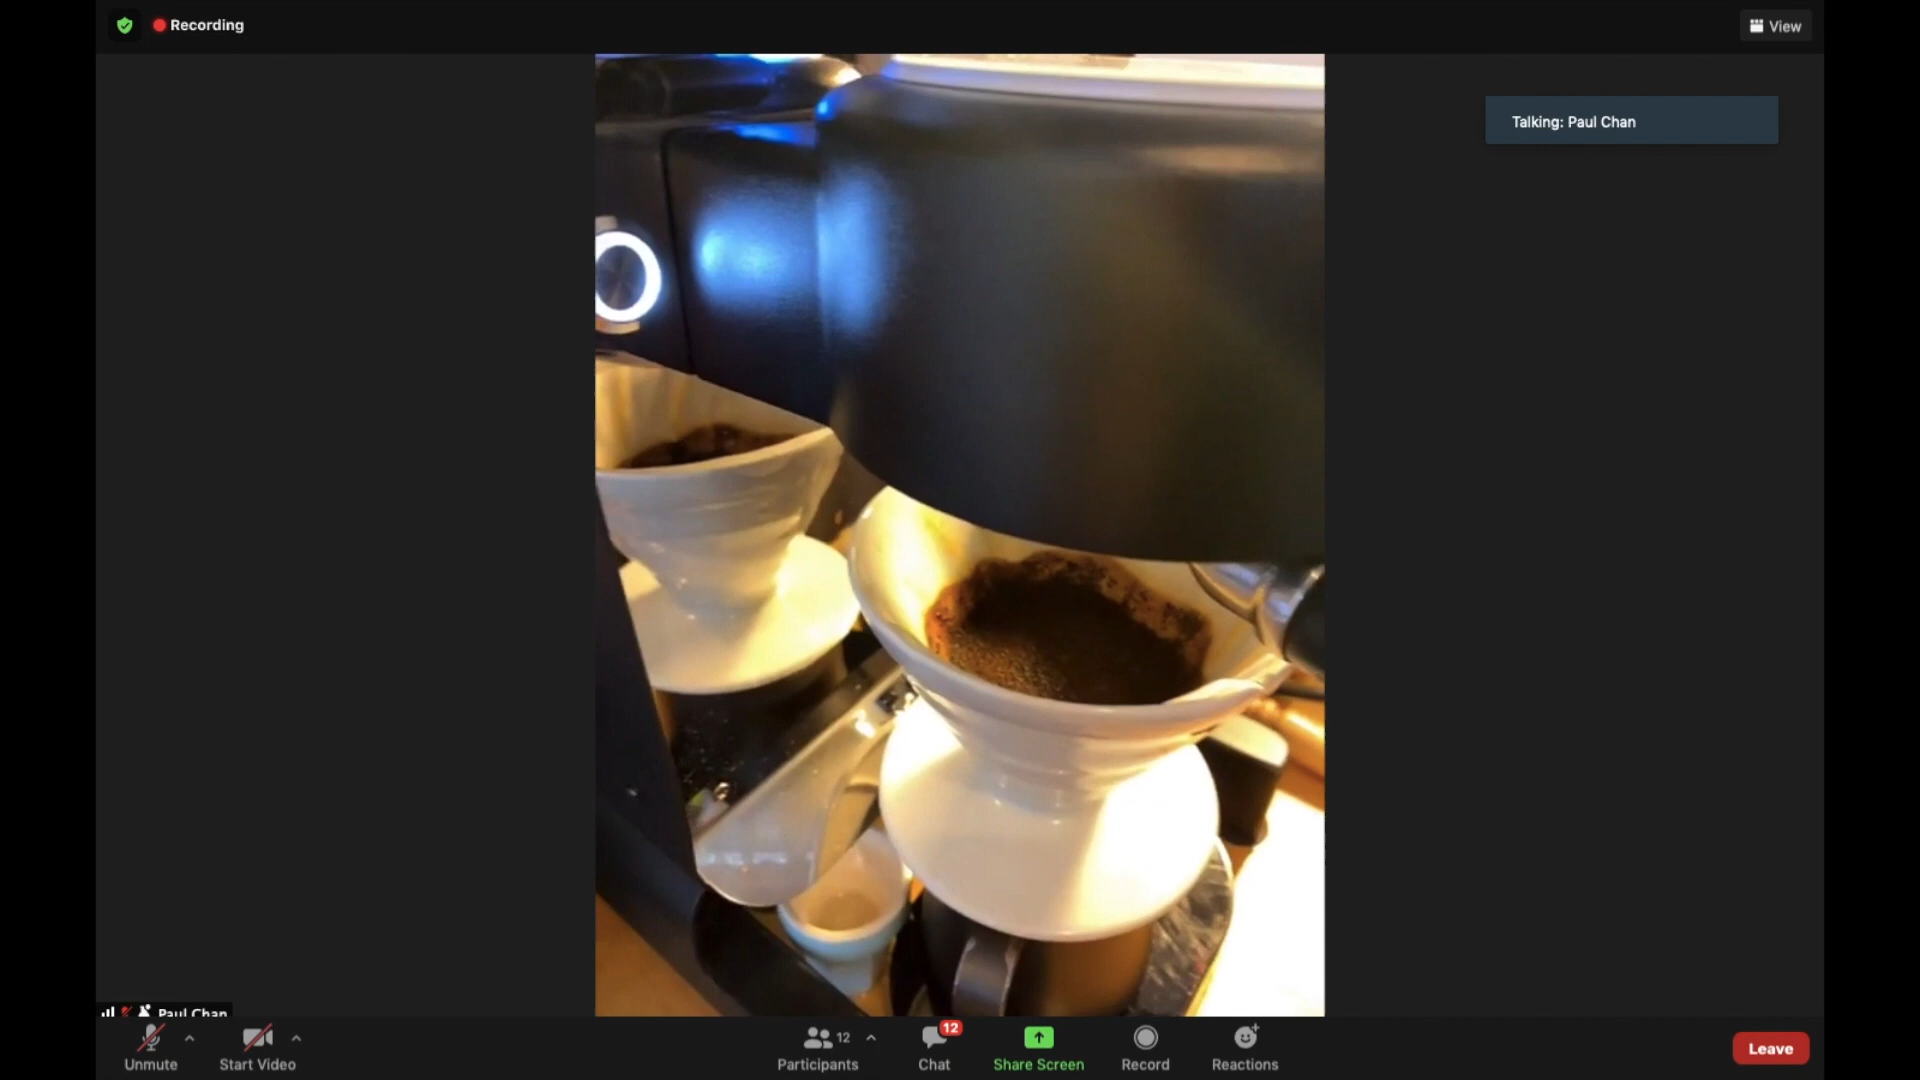 Recording
View
Talking: Paul Chan
Paul Chan
Unmute
Start Video
12
Participants
12
Chat
Share Screen
Record
Reactions
Leave